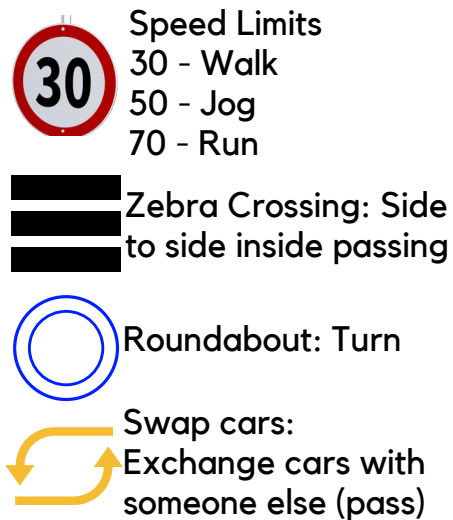 Speed Limits
30
30 - Walk
50 - Jog
70 - Run
Zebra Crossing: Side
to side inside passing
Roundabout: Turn
Swap cars:
Exchange cars with
someone else (pass)